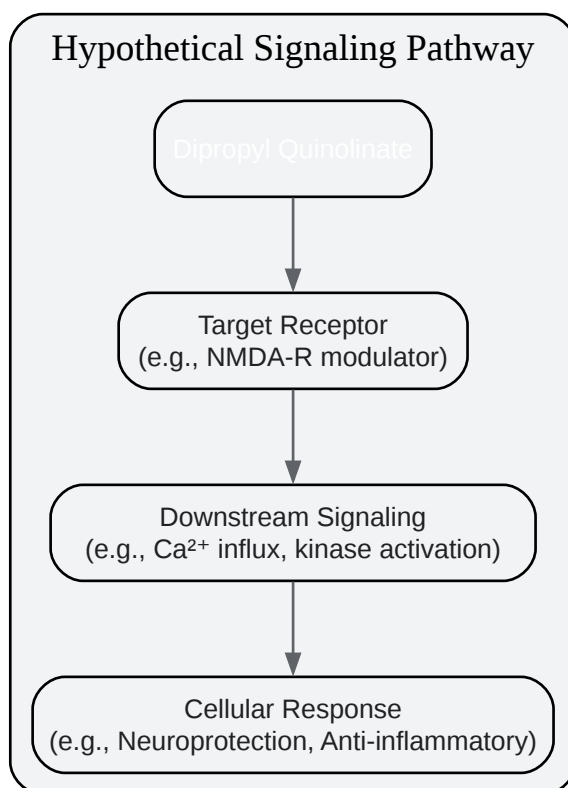 Hypothetical Signaling Pathway
Dipropyl Quinolinate
Target Receptor
(e.g., NMDA-R modulator)
Downstream Signaling
(e.g., Ca²⁺ influx, kinase activation)
Cellular Response
(e.g., Neuroprotection, Anti-inflammatory)